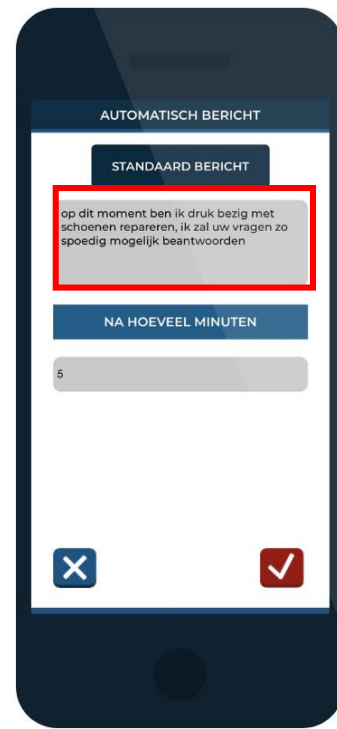 AUTOMATISCH BERICHT
STANDAARD BERICHT
op dit moment ben ik druk bezig met
schoenen repareren, ik zal uw vragen zo
spoedig mogelijk beantwoorden
NA HOEVEEL MINUTEN
5